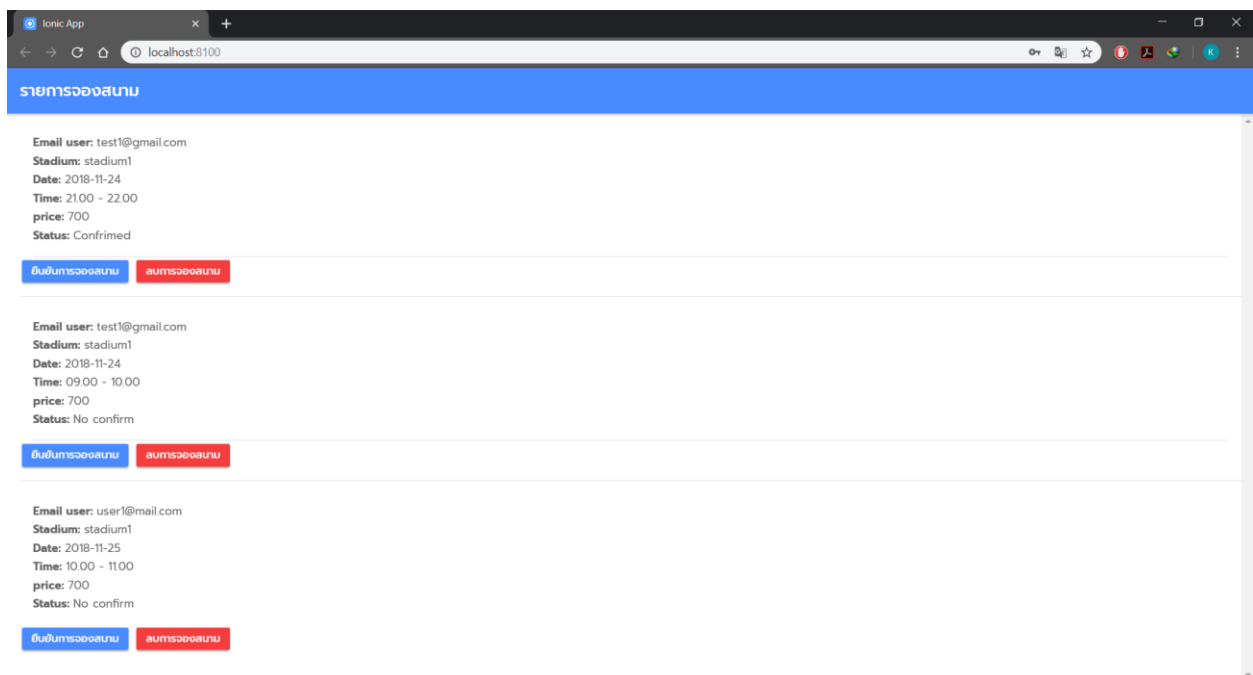 Ionic App
localhost:8100
K
รายการจองสนาม
Email user: test1@gmail.com
Stadium: stadium1
Date: 2018-11-24
Time: 21.00 - 22.00
price: 700
Status: Confrimed
ยืนยันการจองสนาม ลบการจองสนาม
Email user: test1@gmail.com
Stadium: stadium1
Date: 2018-11-24
Time: 09.00 - 10.00
price: 700
Status: No confirm
ยืนยันการจองสนาม ลบการจองสนาม
Email user: user1@mail.com
Stadium: stadium1
Date: 2018-11-25
Time: 10.00 - 11.00
price: 700
Status: No confirm
ยืนยันการจองสนาม ลบการจองสนาม